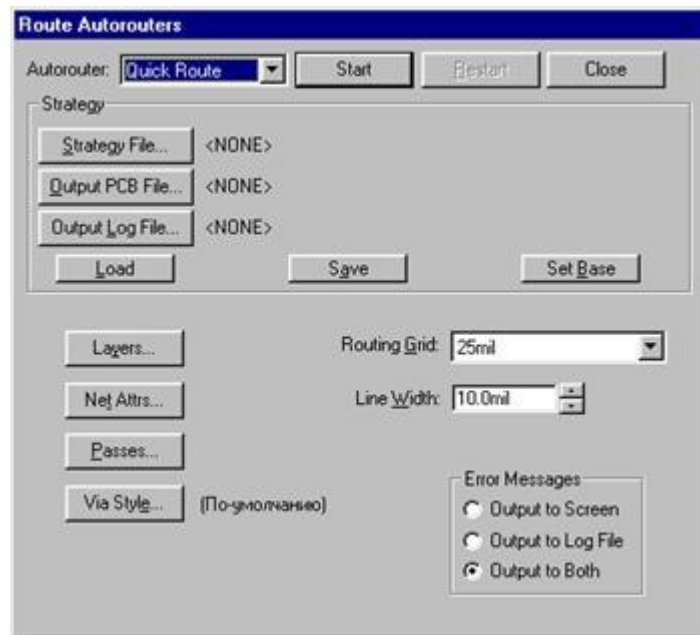 Route Autorouters
Autorouter: Quick Route Start Restart Close
Strategy
Strategy File... <NONE>
Output PCB File... <NONE>
Output Log File... <NONE>
Load Save Set Base
Layers... Routing Grid: 25mil
Net Attrs... Line Width: 10.0mil
Passes...
Via Style... (По-умолчанию)
Error Messages
Output to Screen
Output to Log File
Output to Both